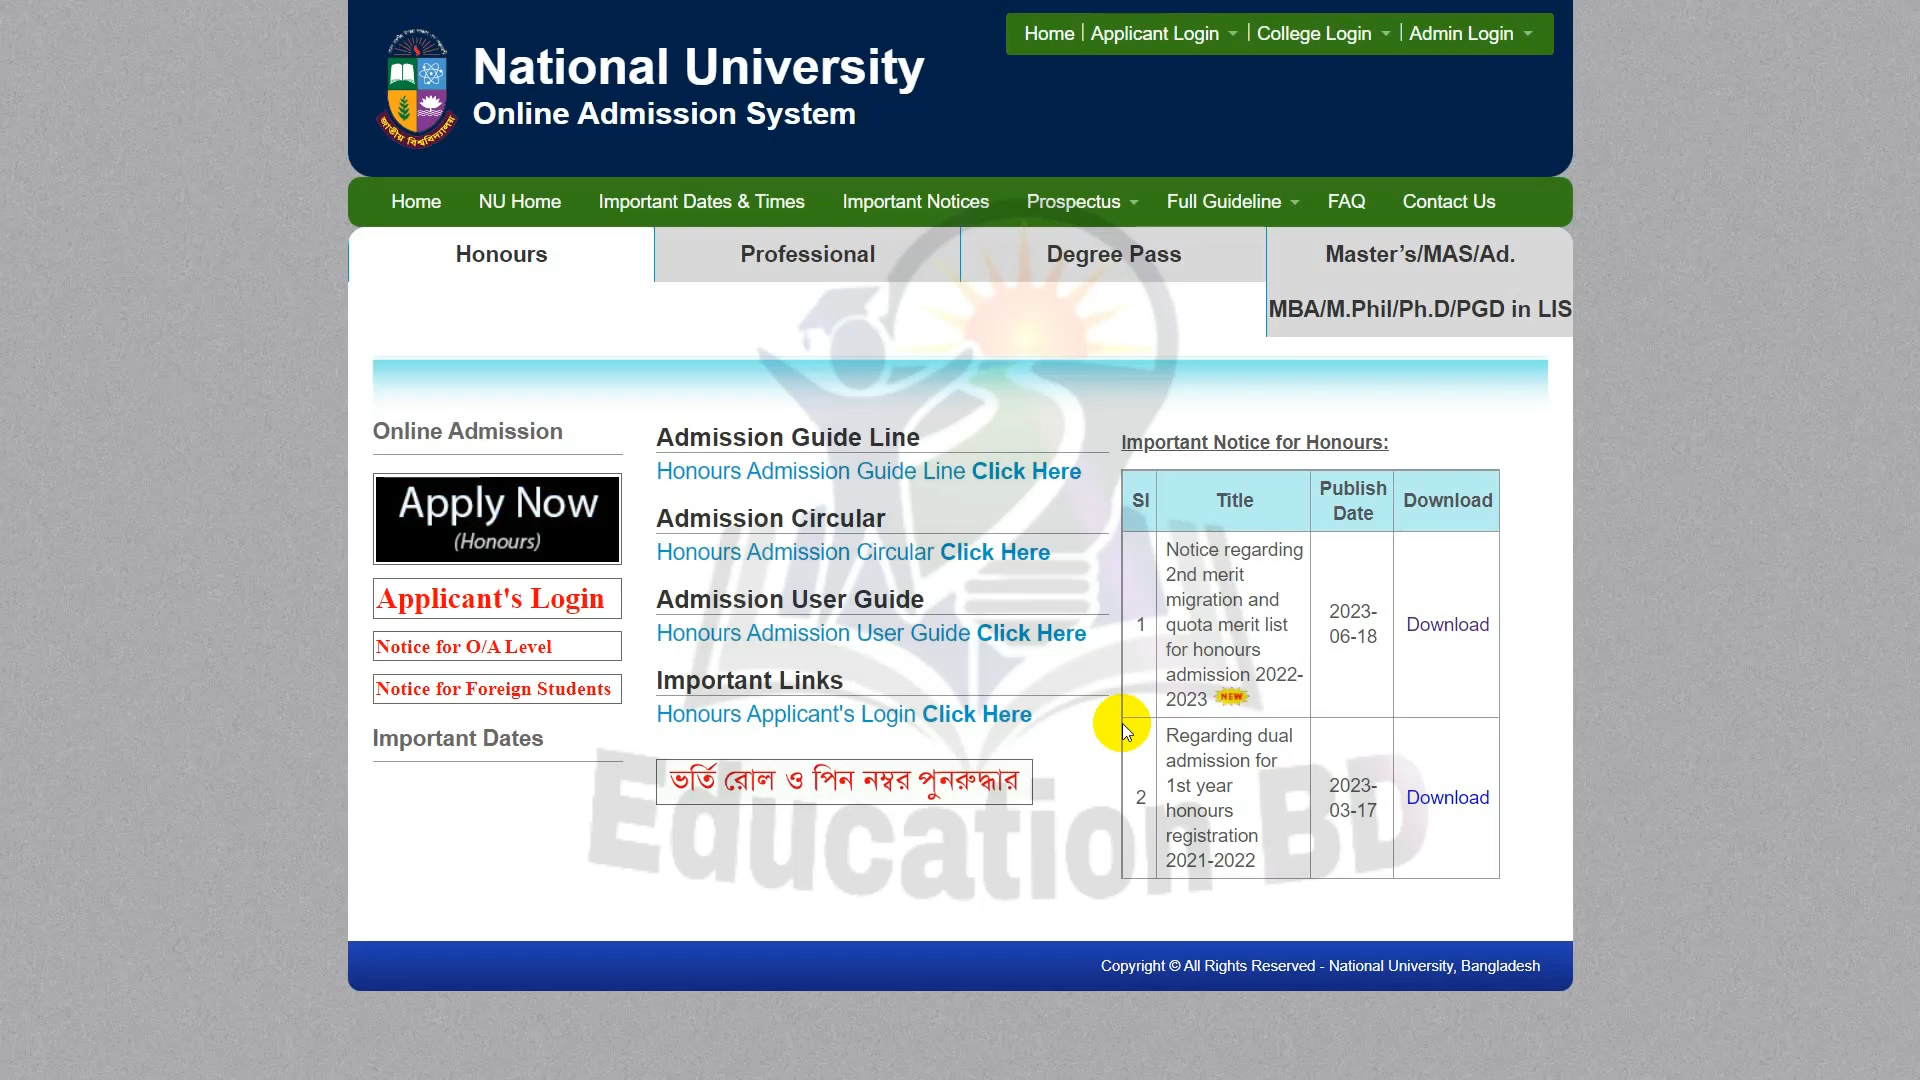 Home | Applicant Login | College Login | Admin Login
National University
Online Admission System
জাতীয় বিশ্ববিদ্যালয়
Home NU Home Important Dates & Times Important Notices Prospectus Full Guideline FAQ Contact Us
Honours Professional Degree Pass Master’s/MAS/Ad.
MBA/M.Phil/Ph.D/PGD in LIS
Online Admission
Apply Now
(Honours)
Applicant's Login
Notice for O/A Level
Notice for Foreign Students
Important Dates
Admission Guide Line
Honours Admission Guide Line Click Here
Admission Circular
Honours Admission Circular Click Here
Admission User Guide
Honours Admission User Guide Click Here
Important Links
Honours Applicant's Login Click Here
ভর্তি রোল ও পিন নম্বর পুনরুদ্ধার
Important Notice for Honours:
Sl Title Publish Date Download
1 Notice regarding 2nd merit migration and quota merit list for honours admission 2022-2023 NEW 2023-06-18 Download
2 Regarding dual admission for 1st year honours registration 2021-2022 2023-03-17 Download
Education BD
Copyright © All Rights Reserved - National University, Bangladesh